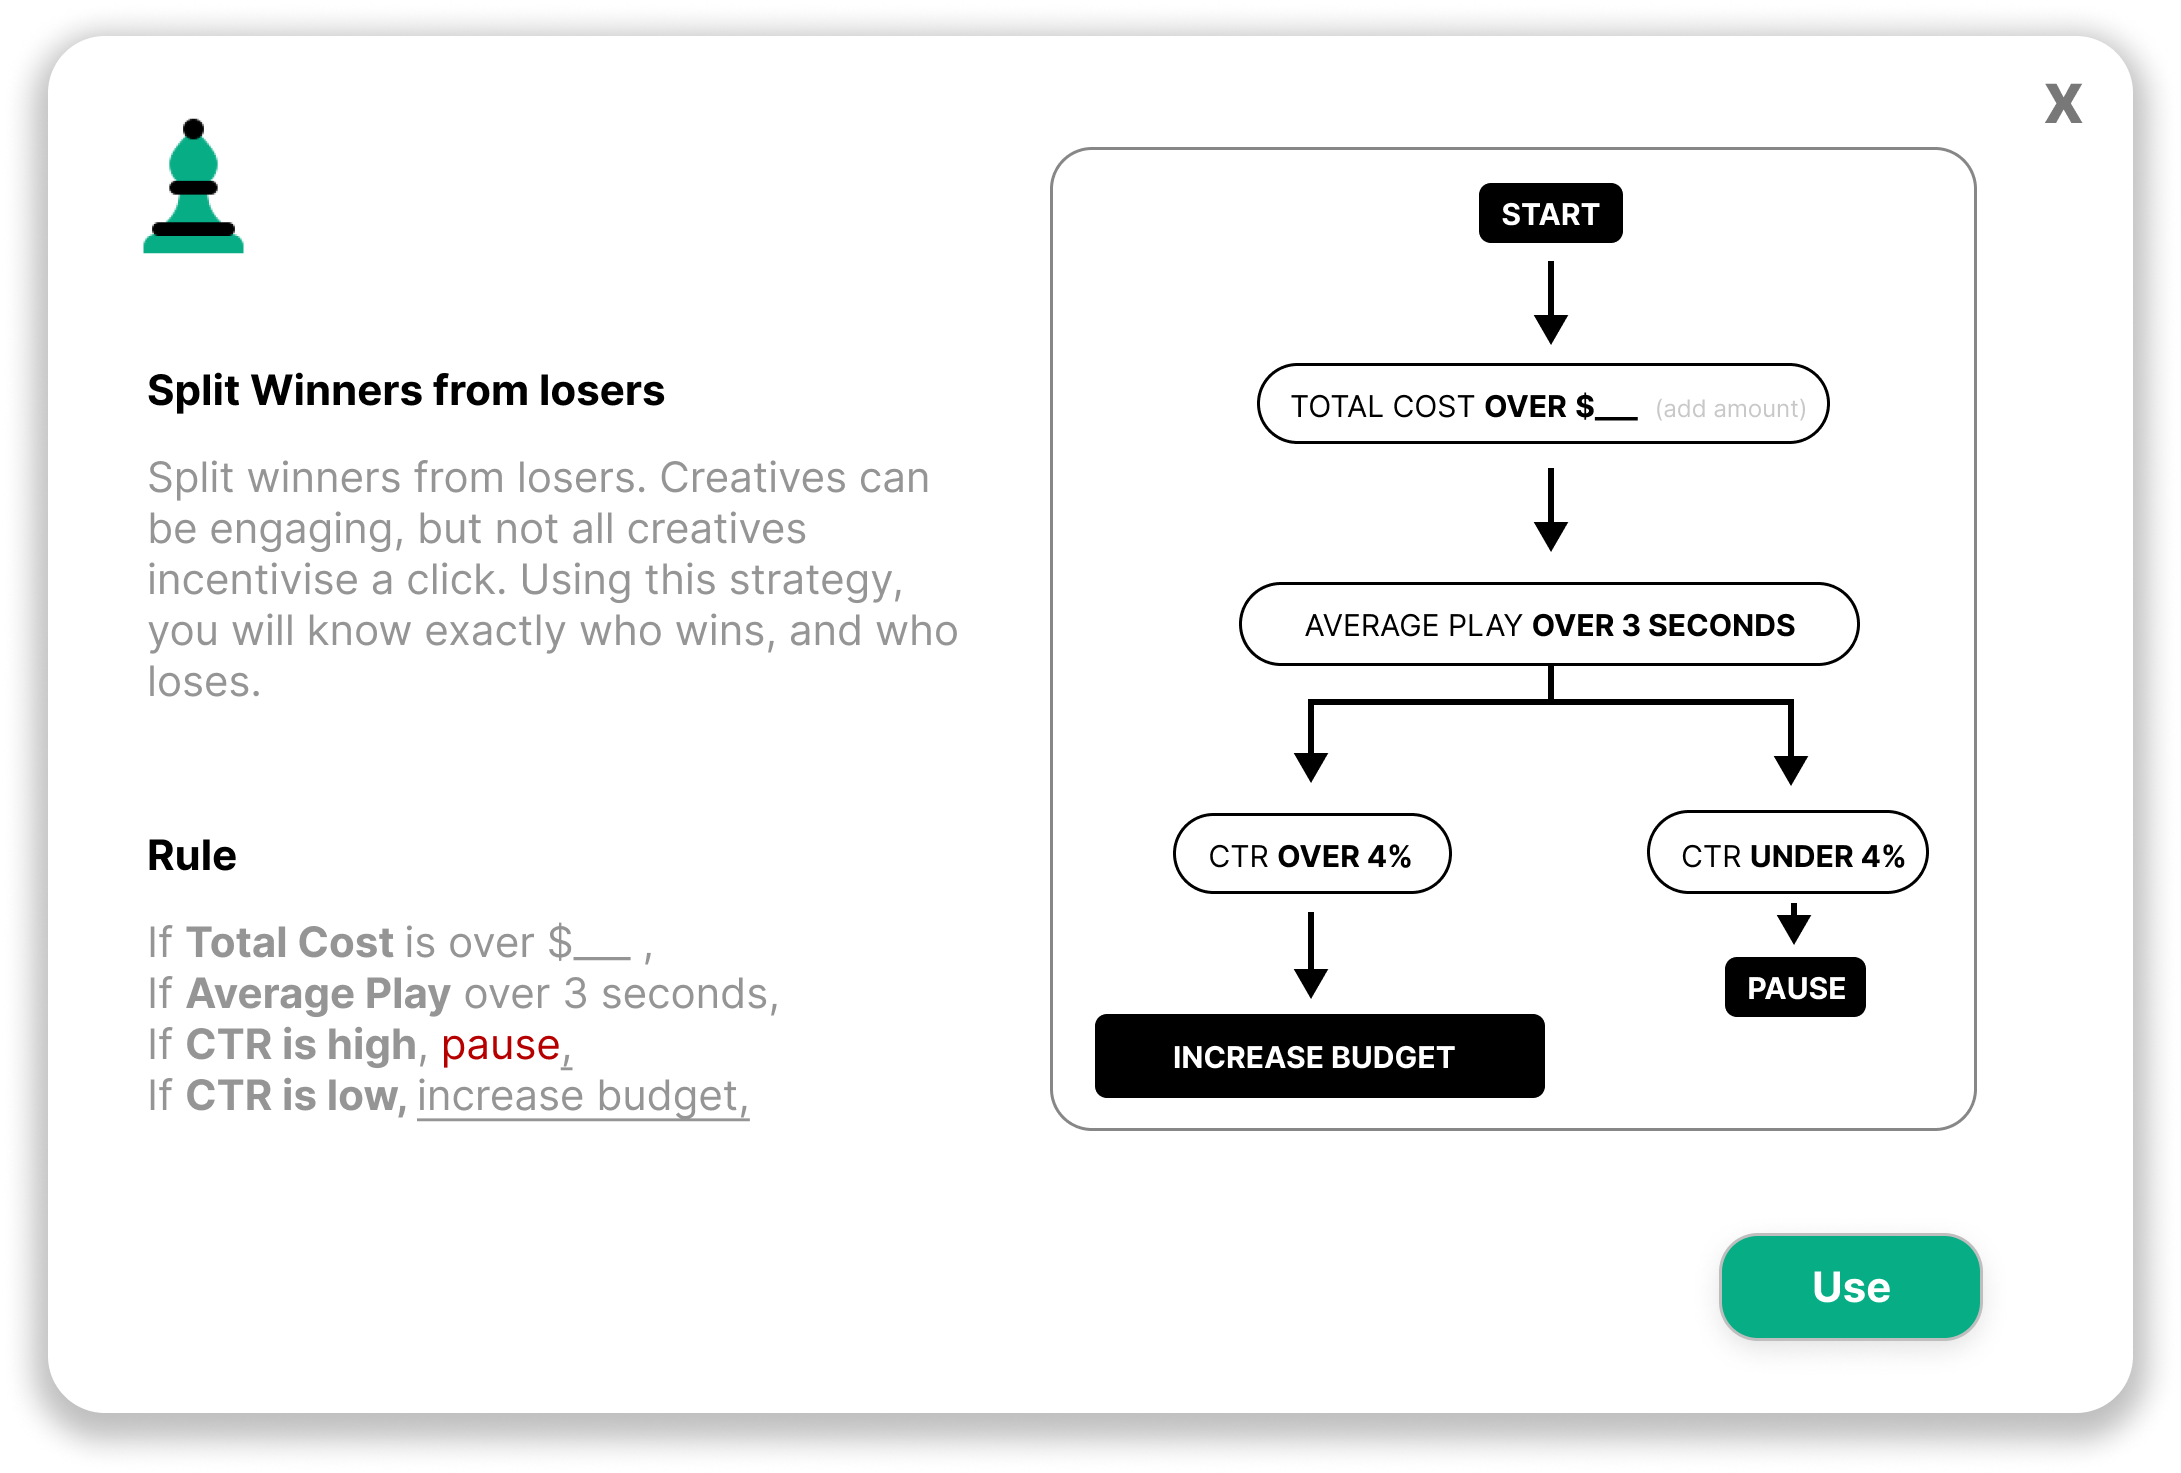 X
Split Winners from losers
Split winners from losers. Creatives can
be engaging, but not all creatives
incentivise a click. Using this strategy,
you will know exactly who wins, and who
loses.
Rule
If Total Cost is over $___ ,
If Average Play over 3 seconds,
If CTR is high, pause,
If CTR is low, increase budget,
START
TOTAL COST OVER $___ (add amount)
AVERAGE PLAY OVER 3 SECONDS
CTR OVER 4%
CTR UNDER 4%
PAUSE
INCREASE BUDGET
Use